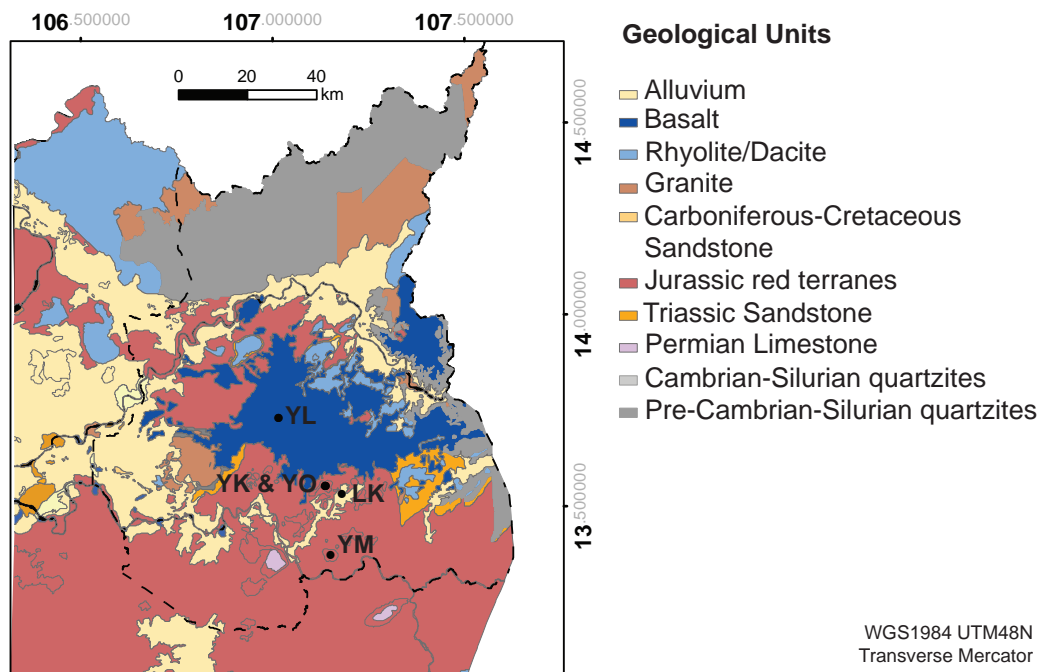 106.500000 107.000000 107.500000
0 20 40
km
14.500000
14.000000
13.500000
YL
YK & YO
LK
YM
Geological Units
Alluvium
Basalt
Rhyolite/Dacite
Granite
Carboniferous-Cretaceous
Sandstone
Jurassic red terranes
Triassic Sandstone
Permian Limestone
Cambrian-Silurian quartzites
Pre-Cambrian-Silurian quartzites
WGS1984 UTM48N
Transverse Mercator